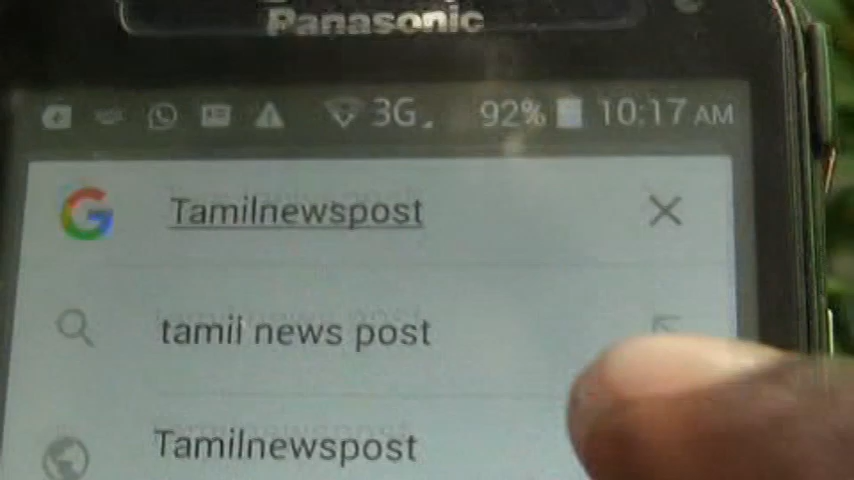 Panasonic
3G 92% 10:17 AM
Tamilnewspost
tamil news post
Tamilnewspost